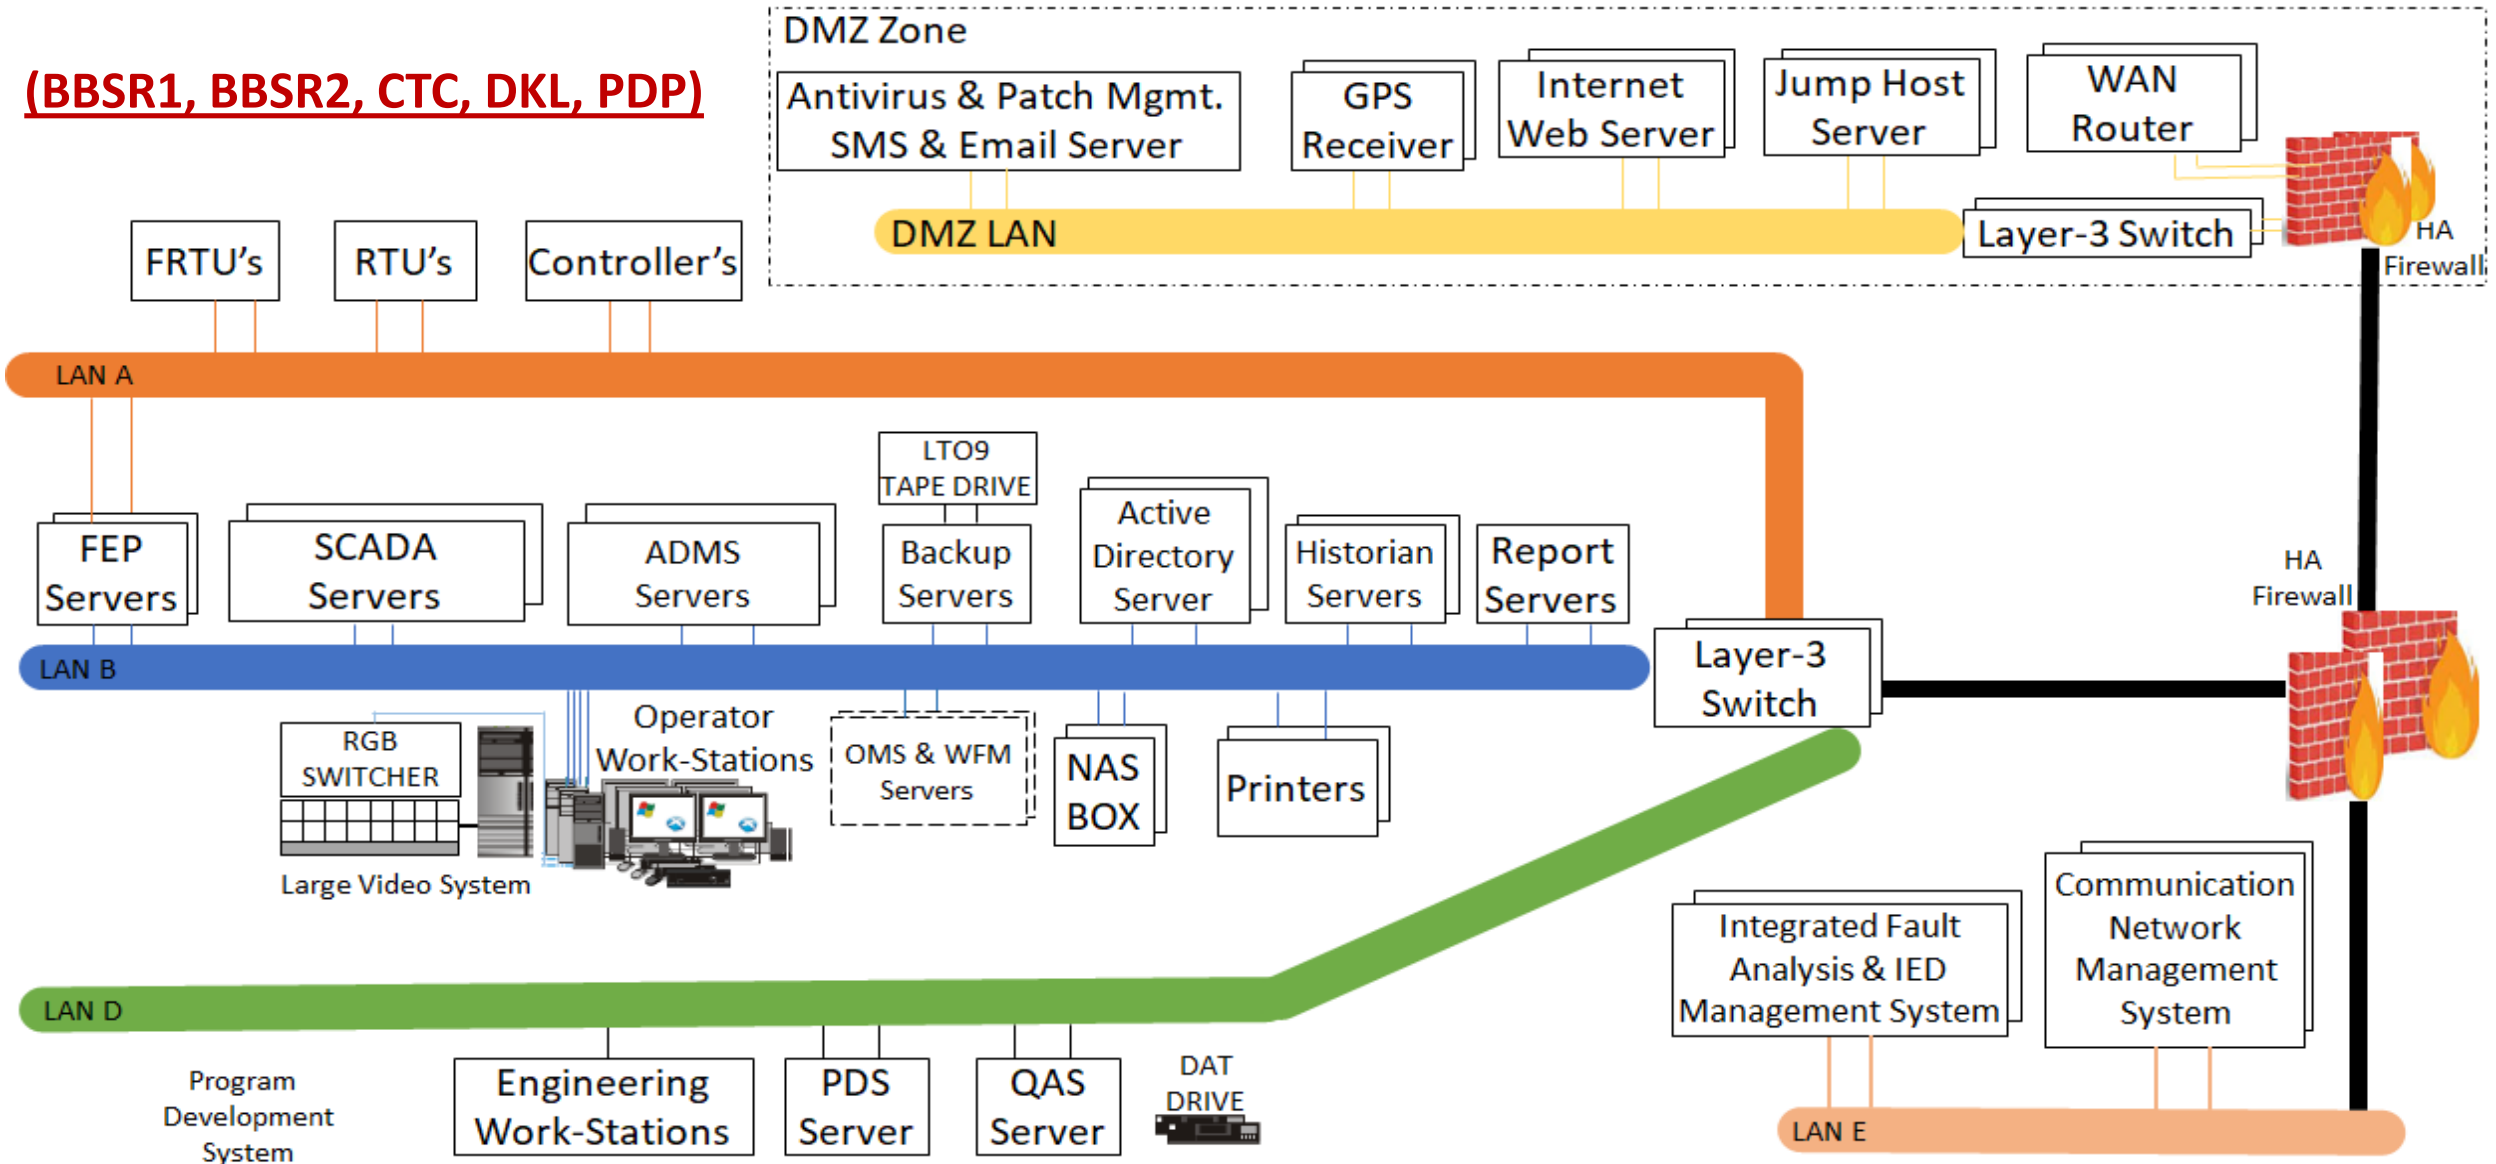 DMZ Zone
(BBSR1, BBSR2, CTC, DKL, PDP)
Antivirus & Patch Mgmt.
SMS & Email Server
GPS
Receiver
Internet
Web Server
Jump Host
Server
WAN
Router
DMZ LAN
Layer-3 Switch
HA
Firewall
FRTU's
RTU's
Controller's
LAN A
LTO9
TAPE DRIVE
FEP
Servers
SCADA
Servers
ADMS
Servers
Backup
Servers
Active
Directory
Server
Historian
Servers
Report
Servers
HA
Firewall
LAN B
Layer-3
Switch
RGB
SWITCHER
Large Video System
Operator
Work-Stations
OMS & WFM
Servers
NAS
BOX
Printers
Integrated Fault
Analysis & IED
Management System
Communication
Network
Management
System
LAN D
Program
Development
System
Engineering
Work-Stations
PDS
Server
QAS
Server
DAT
DRIVE
LAN E